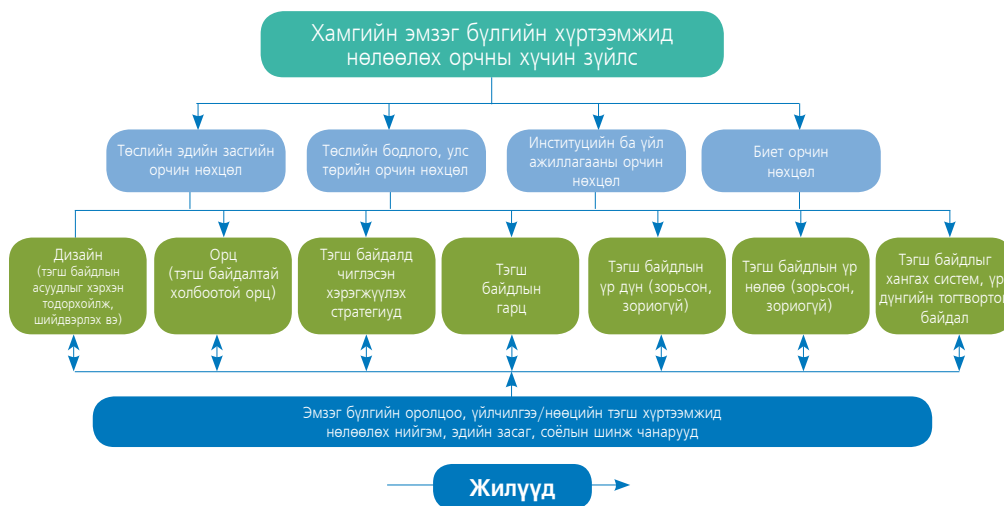 Хамгийн эмзэг бүлгийн хүртээмжид
нөлөөлөх орчны хүчин зүйлс
Төслийн эдийн засгийн
орчин нөхцөл
Төслийн бодлого, улс
төрийн орчин нөхцөл
Институцийн ба үйл
ажиллагааны орчин
нөхцөл
Биет орчин
нөхцөл
Дизайн
(тэгш байдлын
асуудлыг хэрхэн
тодорхойлж,
шийдвэрлэх вэ)
Орц
(тэгш байдалтай
холбоотой орц)
Тэгш байдалд
чиглэсэн
хэрэгжүүлэх
стратегиуд
Тэгш
байдлын
гарц
Тэгш байдлын
үр дүн (зорьсон,
зориогүй)
Тэгш байдлын үр
нөлөө (зорьсон,
зориогүй)
Тэгш байдлыг
хангах систем, үр
дүнгийн тогтвортой
байдал
Эмзэг бүлгийн оролцоо, үйлчилгээ/нөөцийн тэгш хүртээмжид
нөлөөлөх нийгэм, эдийн засаг, соёлын шинж чанарууд
Жилүүд